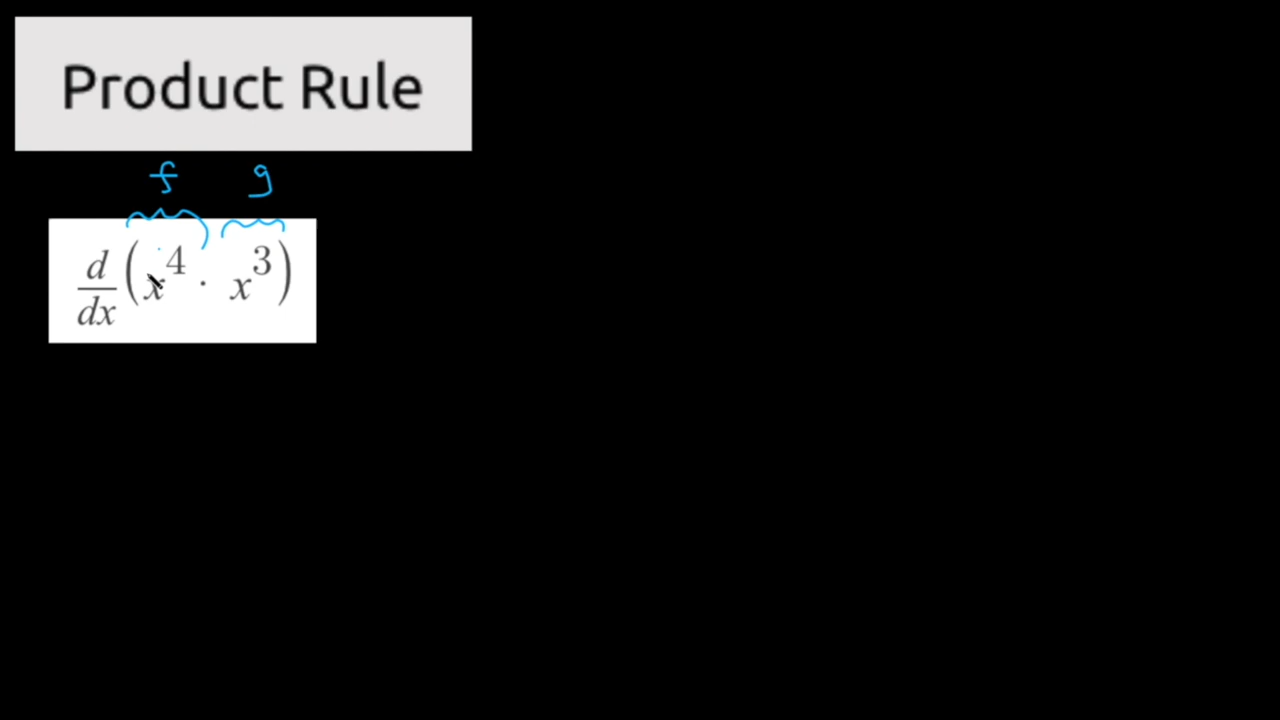 Product Rule
f g
d/dx (x^4 · x^3)